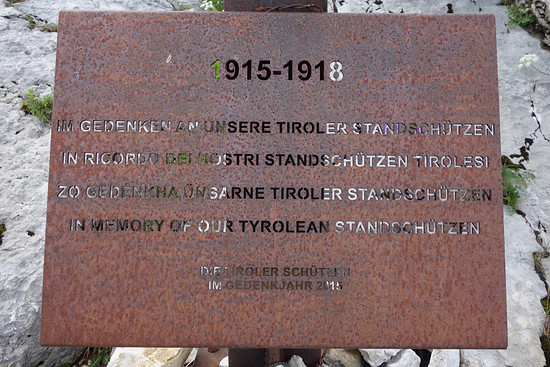 1915-1918
IM GEDENKEN AN UNSERE TIROLER STANDSCHÜTZEN
IN RICORDO DEI NOSTRI STANDSCHÜTZEN TIROLESI
ZO GEDENKHA ÜNSARNE TIROLER STANDSCHÜTZEN
IN MEMORY OF OUR TYROLEAN STANDSCHÜTZEN
DIE TIROLER SCHÜTZEN
IM GEDENKJAHR 2015